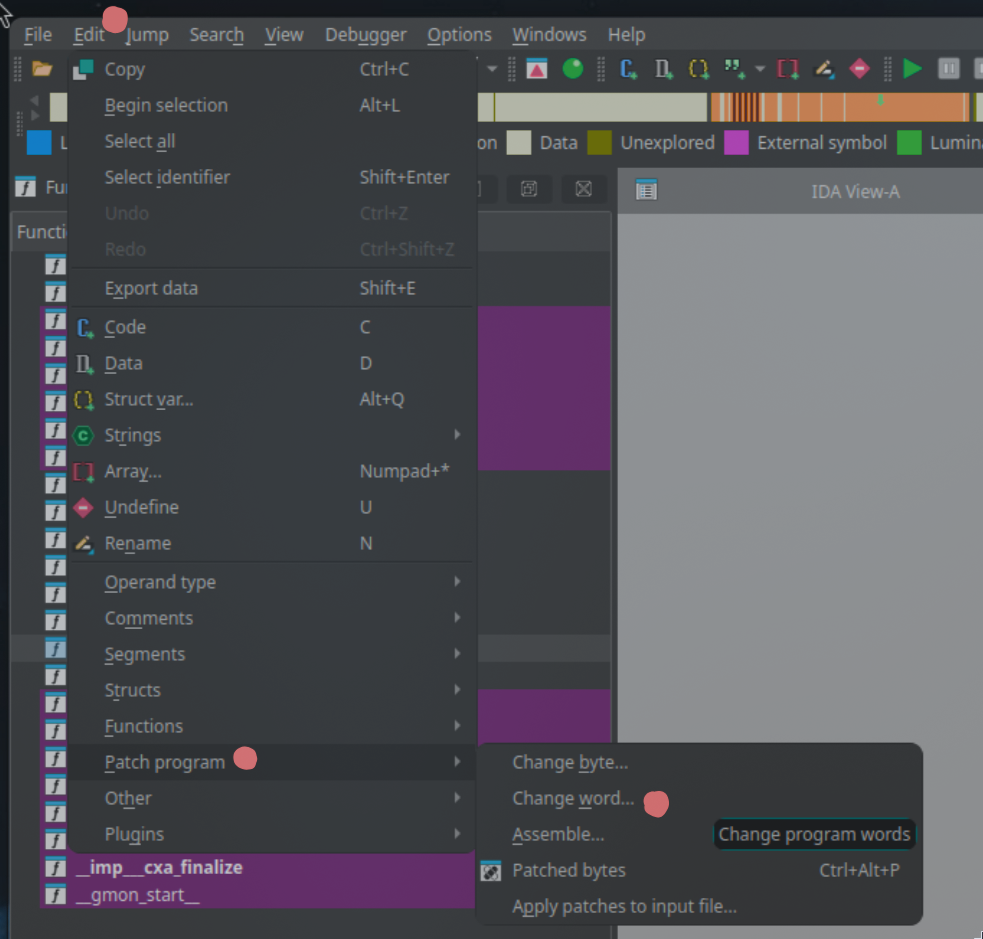 File Edit Jump Search View Debugger Options Windows Help
Copy Ctrl+C
Begin selection Alt+L
Select all
on Data Unexplored External symbol
Select identifier Shift+Enter
IDA View-A
Undo Ctrl+Z
Functi
Redo Ctrl+Shift+Z
Export data Shift+E
Code C
Data D
Struct var... Alt+Q
Strings
Array... Numpad+*
Undefine U
Rename N
Operand type
Comments
Segments
Structs
Functions
Patch program
Other
Plugins
Change byte...
Change word...
Assemble... Change program words
Patched bytes Ctrl+Alt+P
Apply patches to input file...
__imp___cxa_finalize
__gmon_start__